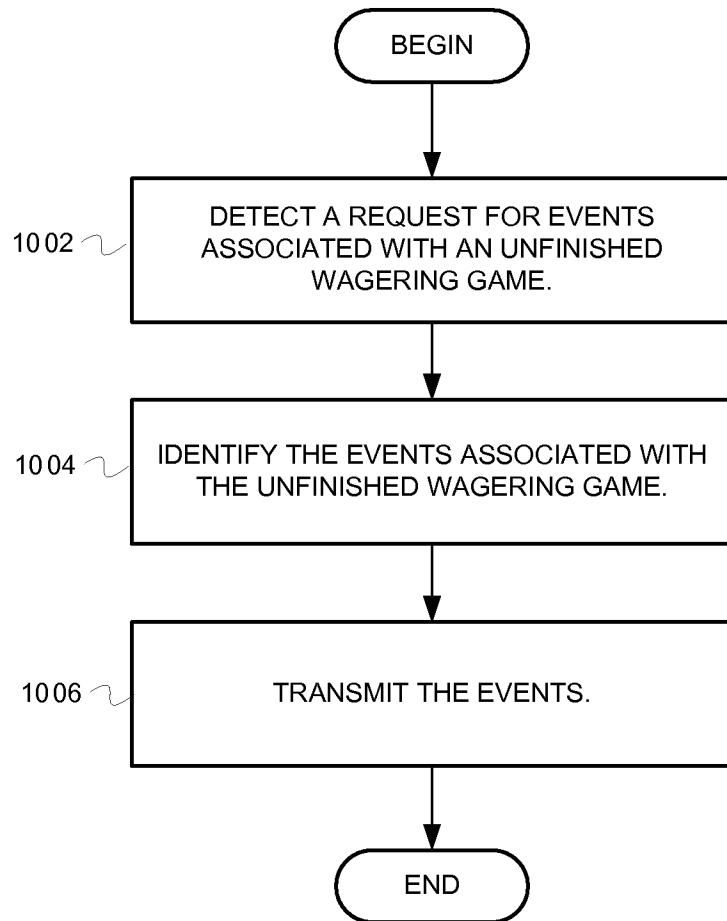 BEGIN
1002
DETECT A REQUEST FOR EVENTS
ASSOCIATED WITH AN UNFINISHED
WAGERING GAME.
1004
IDENTIFY THE EVENTS ASSOCIATED WITH
THE UNFINISHED WAGERING GAME.
1006
TRANSMIT THE EVENTS.
END